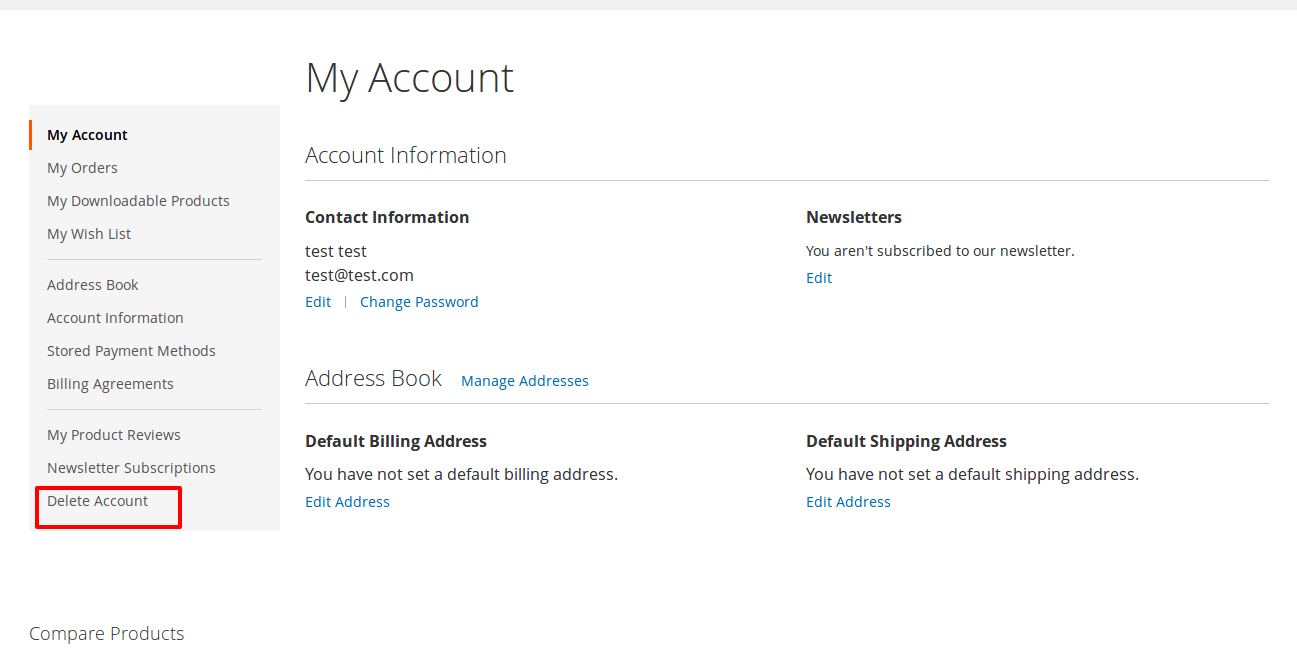 My Account
My Account
My Orders
My Downloadable Products
My Wish List
Address Book
Account Information
Stored Payment Methods
Billing Agreements
My Product Reviews
Newsletter Subscriptions
Delete Account
Account Information
Contact Information
test test
test@test.com
Edit | Change Password
Newsletters
You aren't subscribed to our newsletter.
Edit
Address Book Manage Addresses
Default Billing Address
You have not set a default billing address.
Edit Address
Default Shipping Address
You have not set a default shipping address.
Edit Address
Compare Products